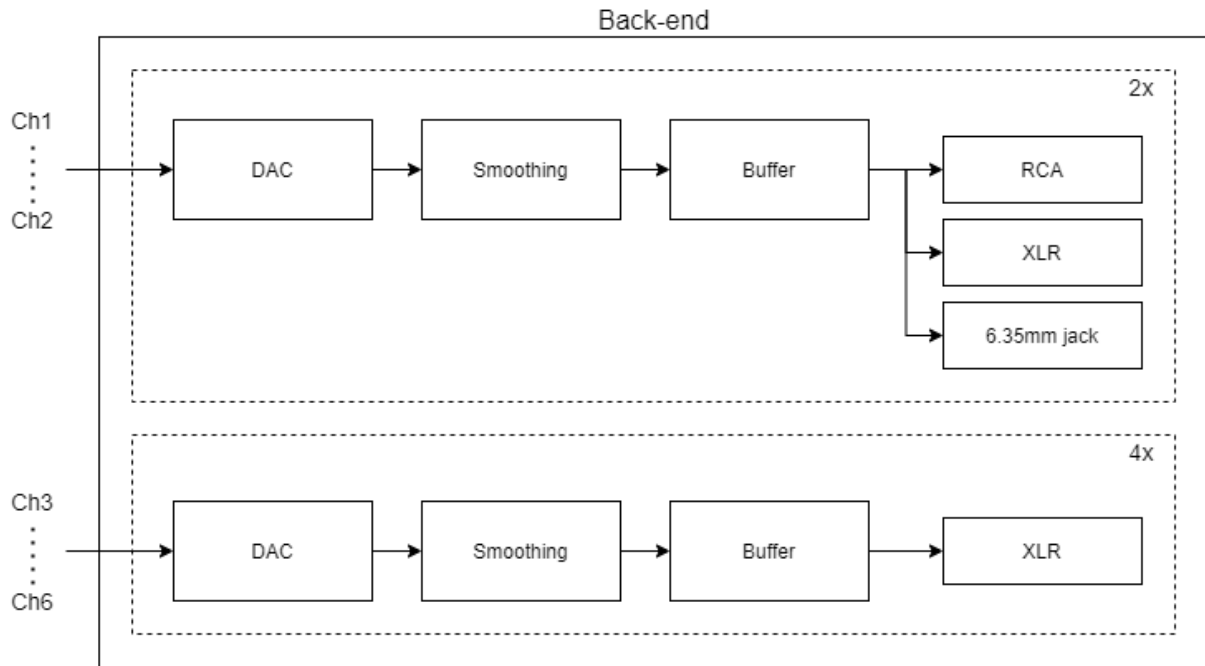 Back-end
2x
Ch1
Ch2
DAC
Smoothing
Buffer
RCA
XLR
6.35mm jack
4x
Ch3
Ch6
DAC
Smoothing
Buffer
XLR